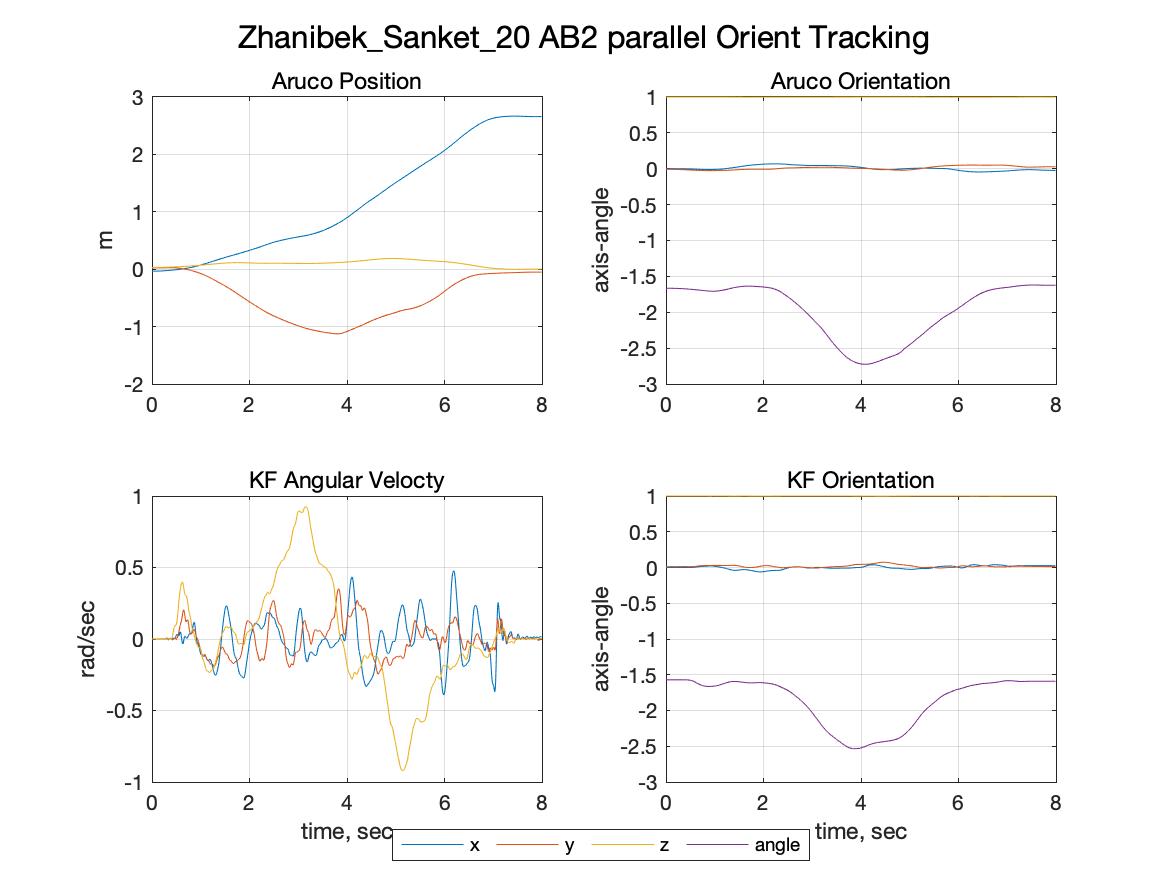 Zhanibek_Sanket_20 AB2 parallel Orient Tracking
Aruco Position
3
2
1
0
-1
-2
m
0 2 4 6 8
Aruco Orientation
1
0.5
0
-0.5
-1
-1.5
-2
-2.5
-3
axis-angle
0 2 4 6 8
KF Angular Velocty
1
0.5
0
-0.5
-1
rad/sec
0 2 4 6 8
time, sec
KF Orientation
1
0.5
0
-0.5
-1
-1.5
-2
-2.5
-3
axis-angle
0 2 4 6 8
time, sec
x y z angle